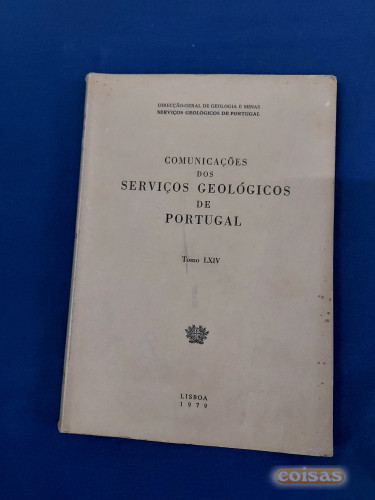 DIRECÇÃO-GERAL DE GEOLOGIA E MINAS
SERVIÇOS GEOLÓGICOS DE PORTUGAL
COMUNICAÇÕES
DOS
SERVIÇOS GEOLÓGICOS
DE
PORTUGAL
Tomo LXIV
LISBOA
1979
coisas